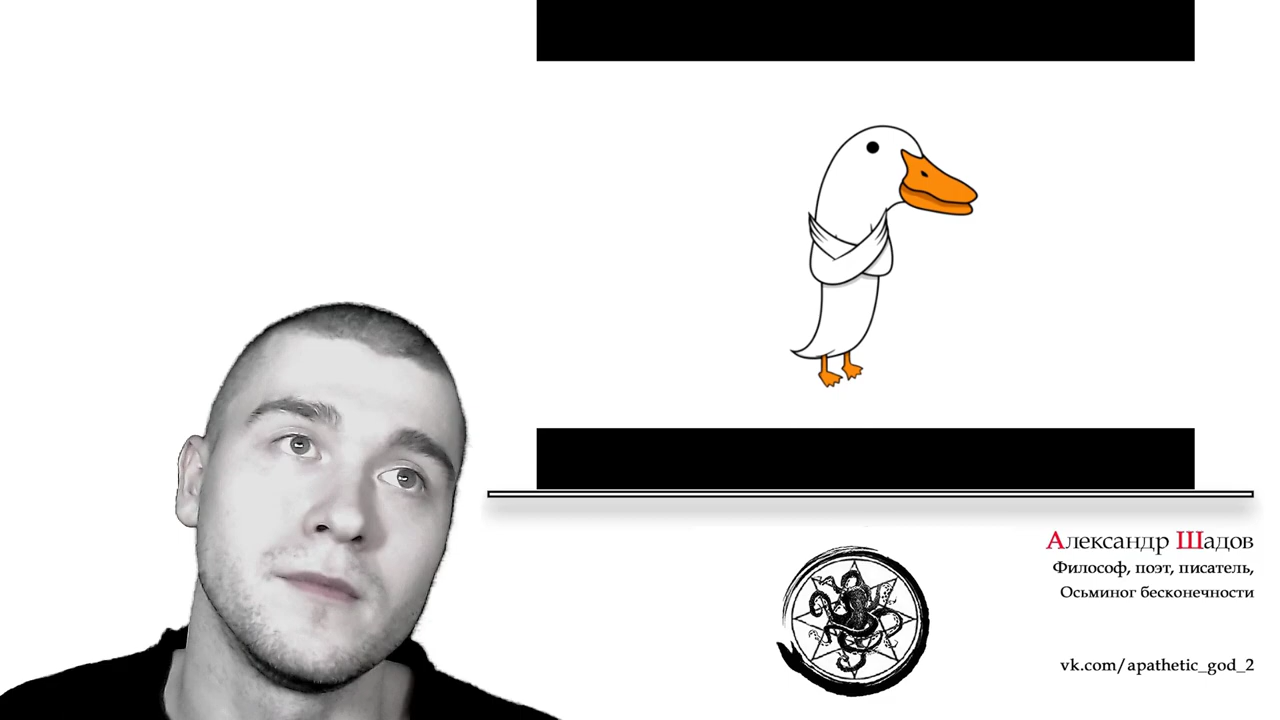 Александр Шадов
Философ, поэт, писатель,
Осьминог бесконечности
vk.com/apathetic_god_2